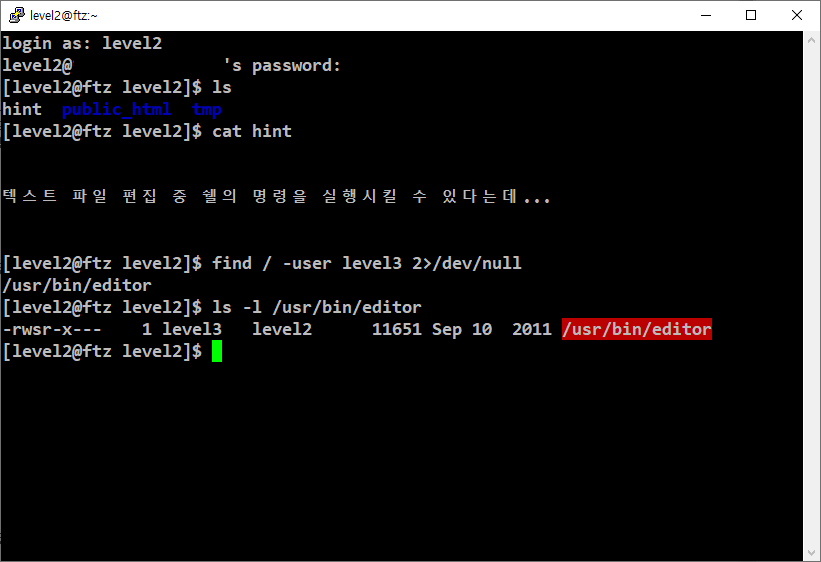 level2@ftz:~
login as: level2
level2@                's password:
[level2@ftz level2]$ ls
hint  public_html  tmp
[level2@ftz level2]$ cat hint
텍스트 파일 편집 중 쉘의 명령을 실행시킬 수 있다는데...
[level2@ftz level2]$ find / -user level3 2>/dev/null
/usr/bin/editor
[level2@ftz level2]$ ls -l /usr/bin/editor
-rwsr-x---    1 level3   level2      11651 Sep 10  2011 /usr/bin/editor
[level2@ftz level2]$